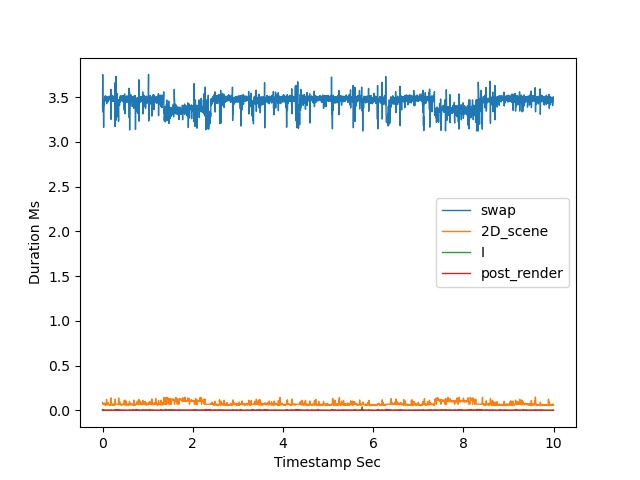 3.5
3.0
2.5
2.0
1.5
1.0
0.5
0.0
Duration Ms
swap
2D_scene
I
post_render
0 2 4 6 8 10
Timestamp Sec